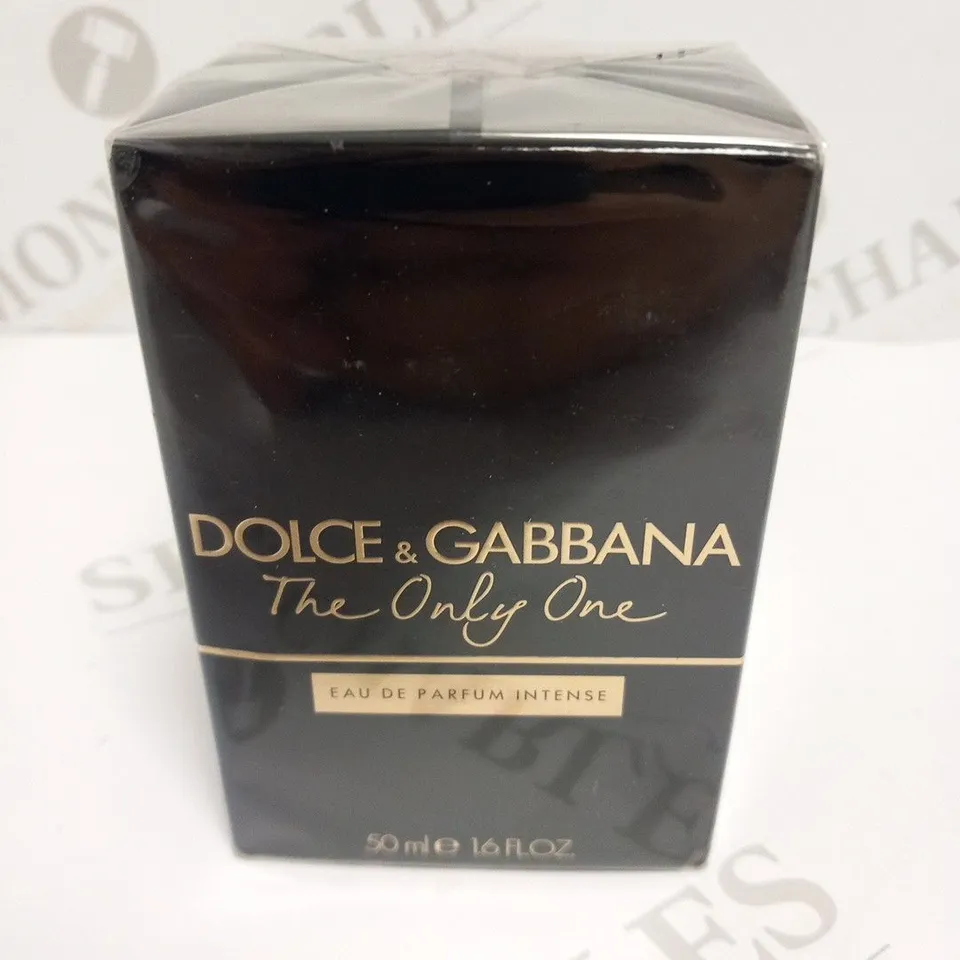 DOLCE & GABBANA
The Only One
EAU DE PARFUM INTENSE
50 ml e 1.6 FL.OZ.